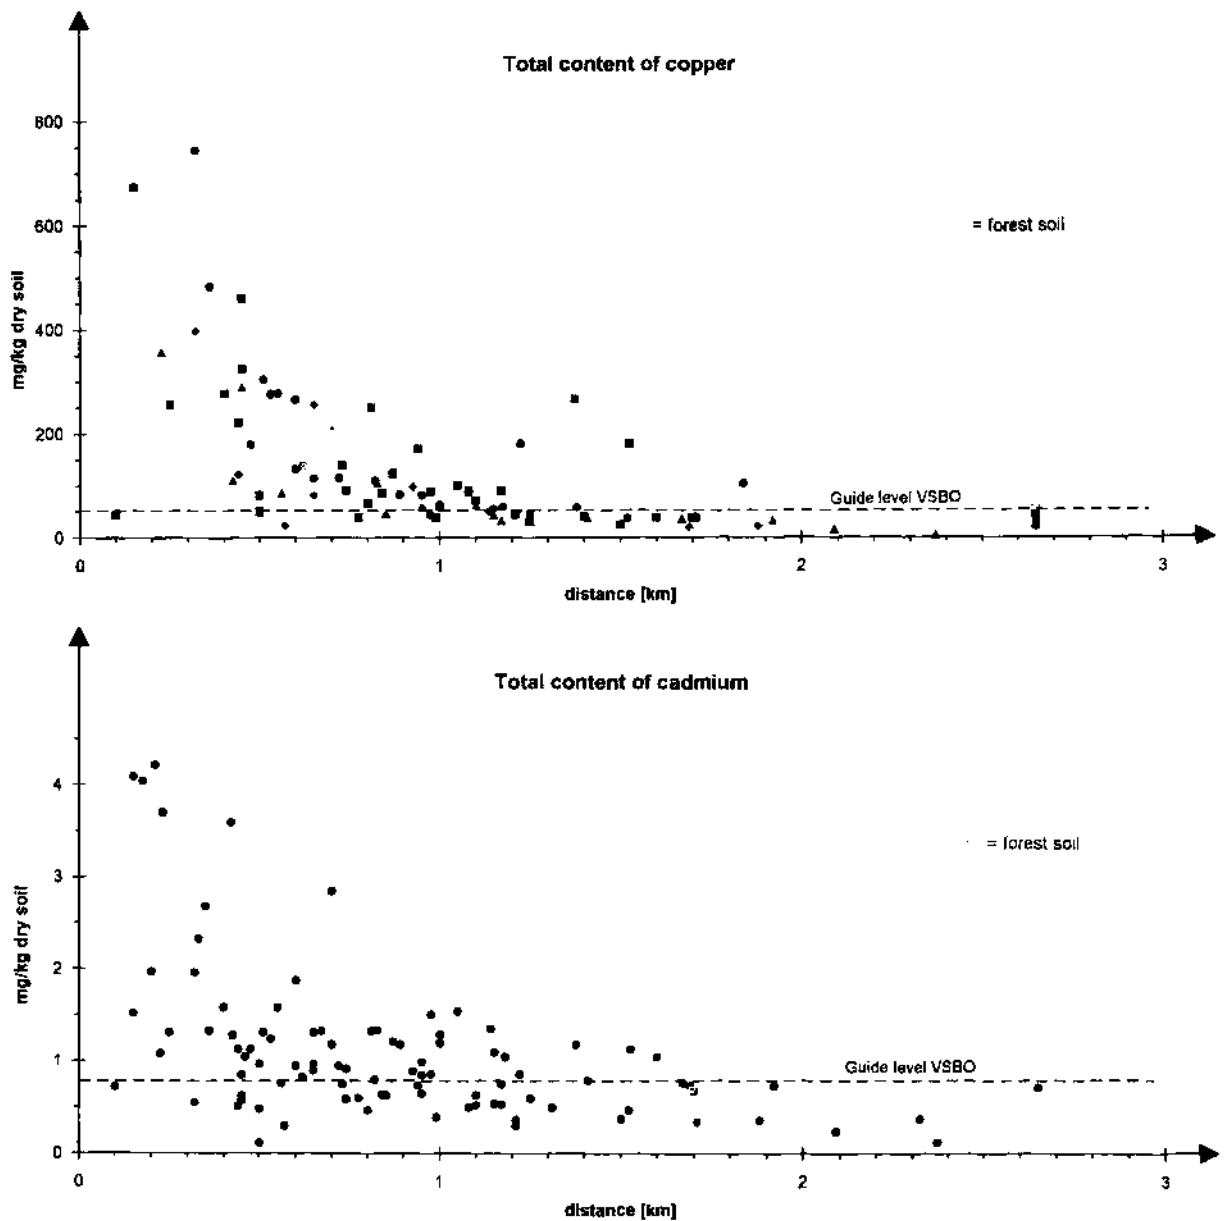 Total content of copper
800
600
= forest soil
mg/kg dry soil
400
200
Guide level VSBO
0
0
1
2
3
distance [km]
Total content of cadmium
4
= forest soil
3
mg/kg dry soil
2
1
Guide level VSBO
0
0
1
2
3
distance [km]